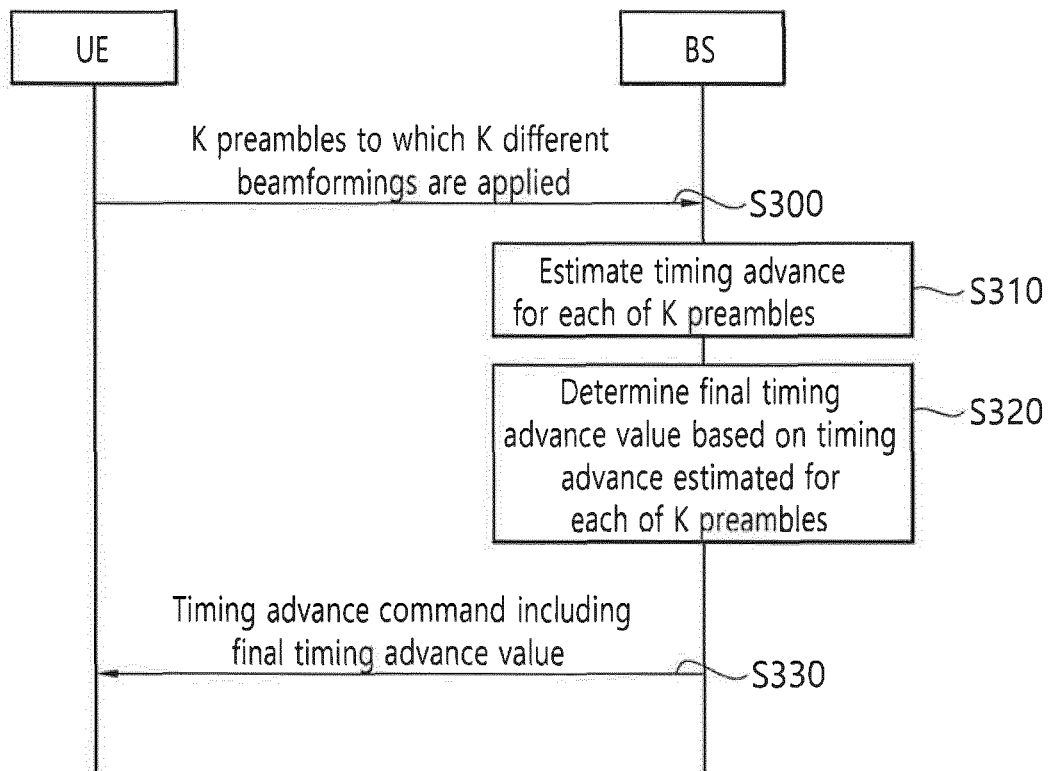 UE
BS
K preambles to which K different
beamformings are applied
S300
Estimate timing advance
for each of K preambles
S310
Determine final timing
advance value based on timing
advance estimated for
each of K preambles
S320
Timing advance command including
final timing advance value
S330